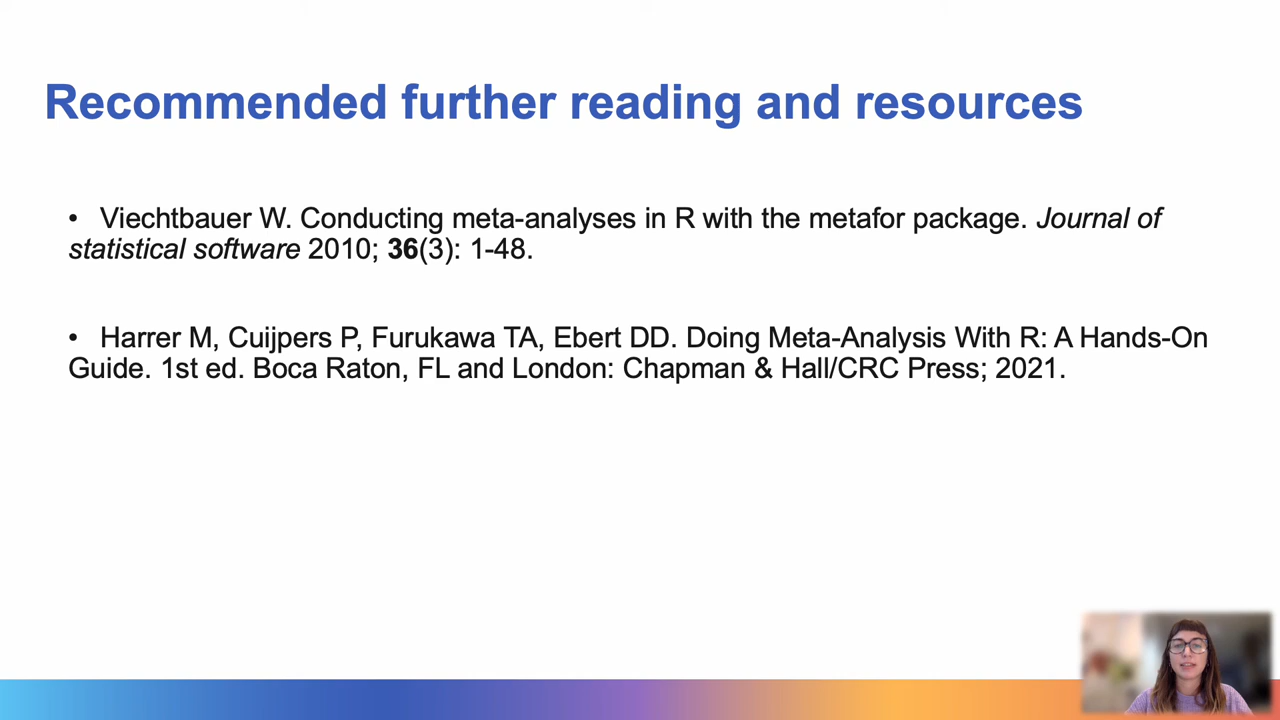 Recommended further reading and resources
• Viechtbauer W. Conducting meta-analyses in R with the metafor package. Journal of
statistical software 2010; 36(3): 1-48.
• Harrer M, Cuijpers P, Furukawa TA, Ebert DD. Doing Meta-Analysis With R: A Hands-On
Guide. 1st ed. Boca Raton, FL and London: Chapman & Hall/CRC Press; 2021.